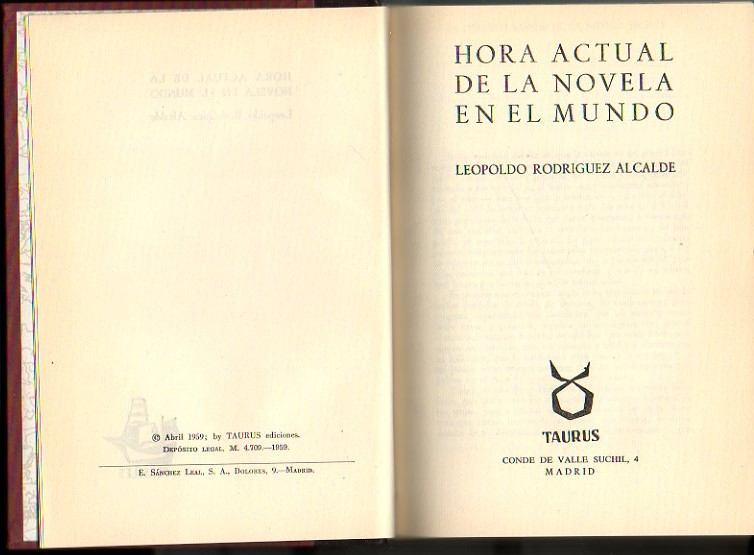 © Abril 1959; by TAURUS ediciones.
DEPÓSITO LEGAL, M. 4.709.—1959.
E. SÁNCHEZ LEAL, S. A., DOLORES, 9.—MADRID.
HORA ACTUAL
DE LA NOVELA
EN EL MUNDO
LEOPOLDO RODRIGUEZ ALCALDE
TAURUS
CONDE DE VALLE SUCHIL, 4
MADRID